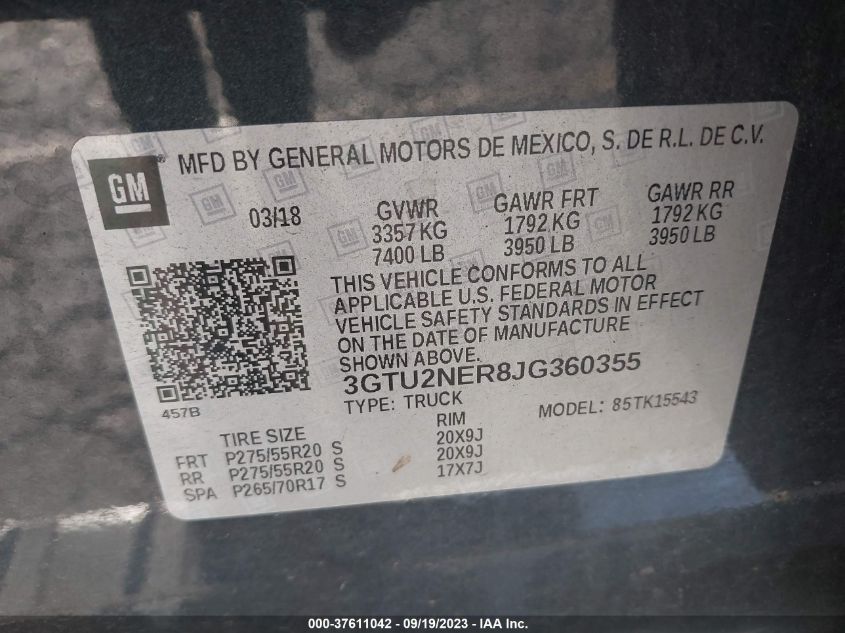 GM ® MFD BY GENERAL MOTORS DE MEXICO, S. DE R.L. DE C.V.
03/18 GVWR GAWR FRT GAWR RR
3357 KG 1792 KG 1792 KG
7400 LB 3950 LB 3950 LB
THIS VEHICLE CONFORMS TO ALL
APPLICABLE U.S. FEDERAL MOTOR
VEHICLE SAFETY STANDARDS IN EFFECT
ON THE DATE OF MANUFACTURE
SHOWN ABOVE.
3GTU2NER8JG360355
457B TYPE: TRUCK MODEL: 85TK15543
TIRE SIZE RIM
FRT P275/55R20 S 20X9J
RR P275/55R20 S 20X9J
SPA P265/70R17 S 17X7J
000-37611042 - 09/19/2023 - IAA Inc.